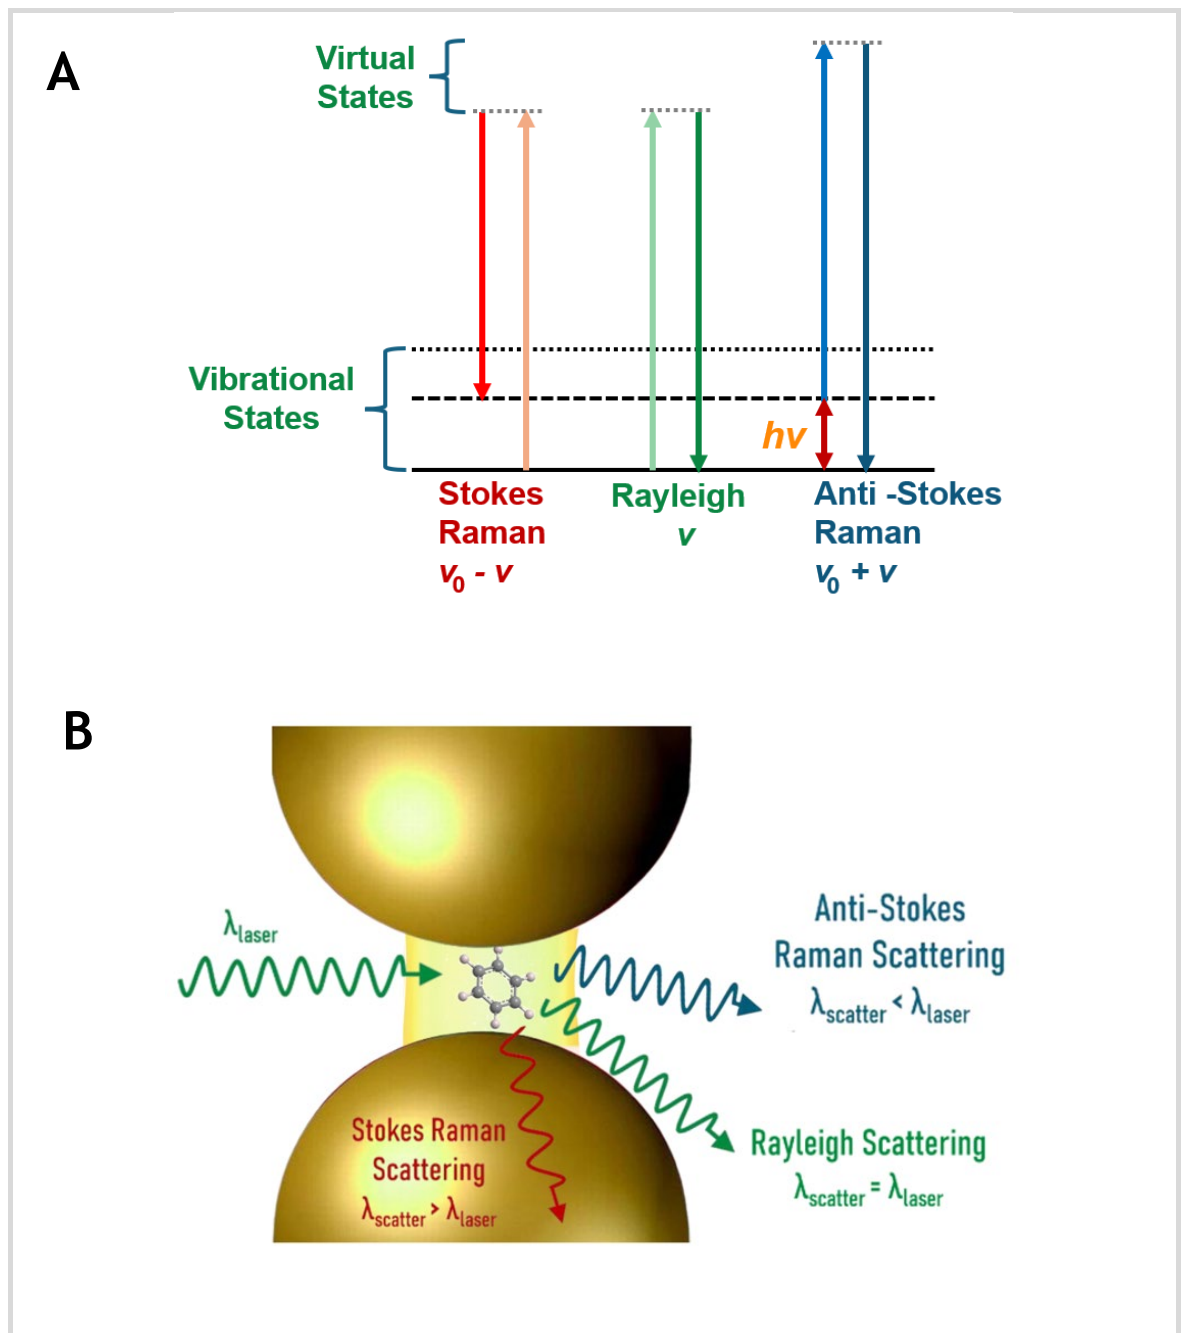 A
Virtual
States
Vibrational
States
hv
Stokes
Raman
v₀ - v
Rayleigh
v
Anti -Stokes
Raman
v₀ + v
B
λlaser
Anti-Stokes
Raman Scattering
λscatter < λlaser
Stokes Raman
Scattering
λscatter > λlaser
Rayleigh Scattering
λscatter = λlaser